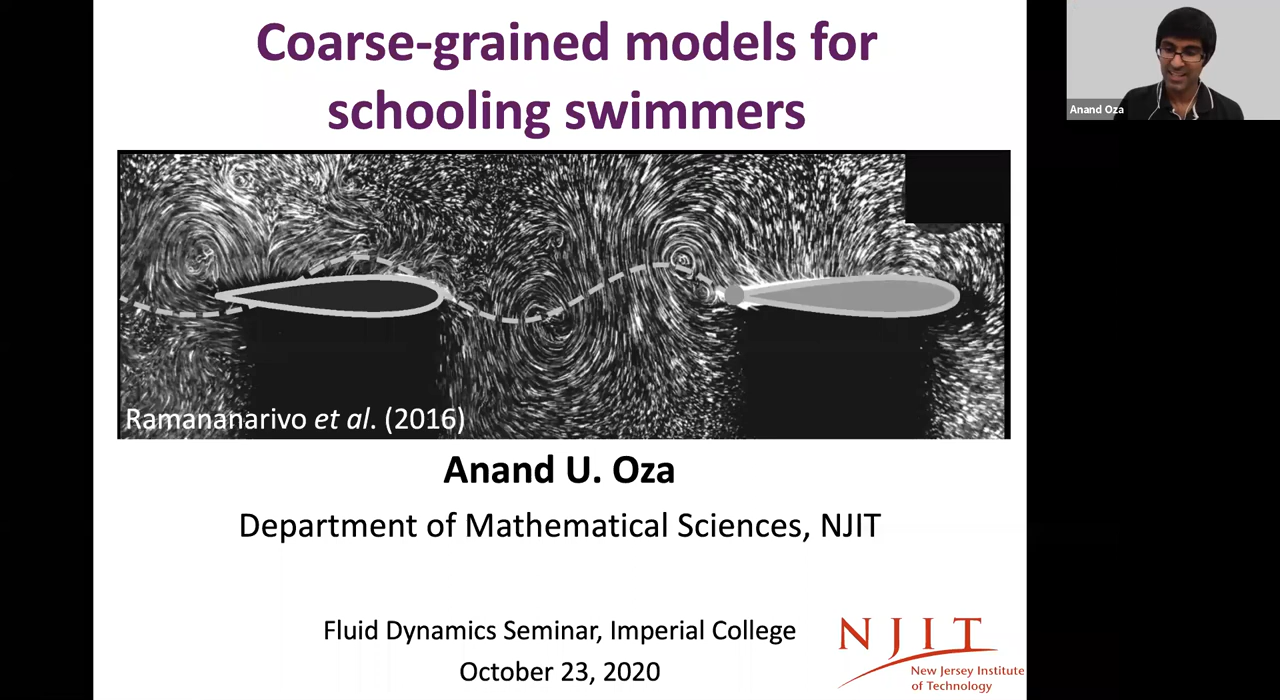 Coarse-grained models for
schooling swimmers
Anand Oza
Ramananarivo et al. (2016)
Anand U. Oza
Department of Mathematical Sciences, NJIT
Fluid Dynamics Seminar, Imperial College
October 23, 2020
NJIT
New Jersey Institute
of Technology